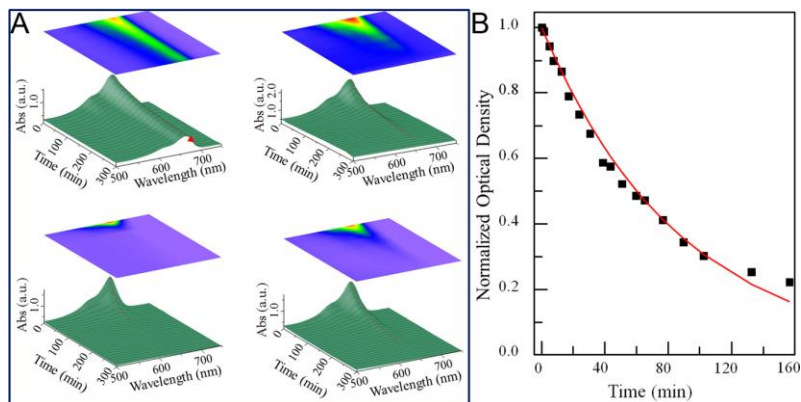 A
Abs (a.u.)
1.0
0
100
200
300
Time (min)
500
600
700
Wavelength (nm)
Abs (a.u.)
2.0
1.0
0
100
200
300
Time (min)
500
600
700
Wavelength (nm)
Abs (a.u.)
1.0
0
100
200
300
Time (min)
500
600
700
Wavelength (nm)
Abs (a.u.)
1.0
0
100
200
300
Time (min)
500
600
700
Wavelength (nm)
B
Normalized Optical Density
1.0
0.8
0.6
0.4
0.2
0.0
0 40 80 120 160
Time (min)